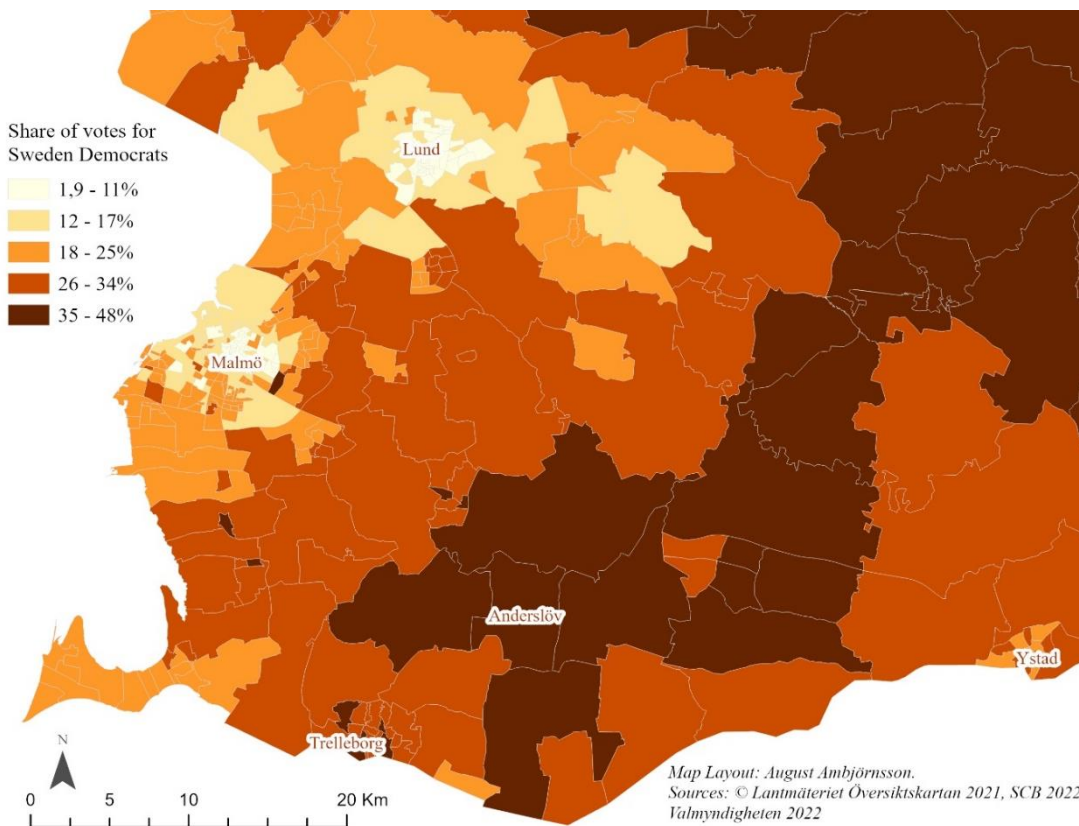 Share of votes for
Sweden Democrats
1,9 - 11%
12 - 17%
18 - 25%
26 - 34%
35 - 48%
Lund
Malmö
Anderslöv
Ystad
Trelleborg
N
0 5 10 20 Km
Map Layout: August Ambjörnsson.
Sources: © Lantmäteriet Översiktskartan 2021, SCB 2022
Valmyndigheten 2022